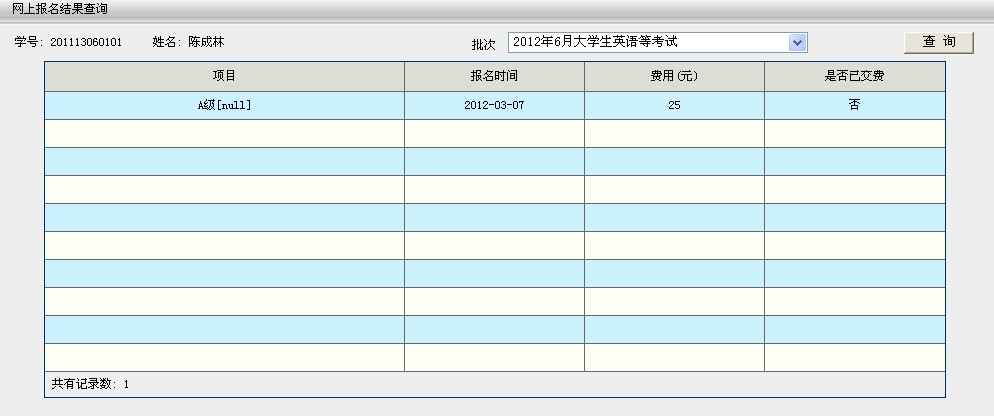 网上报名结果查询
学号: 201113060101 姓名: 陈成林 批次 2012年6月大学生英语等考试 查 询
项目 报名时间 费用(元) 是否已交费
A级[null] 2012-03-07 25 否
共有记录数: 1